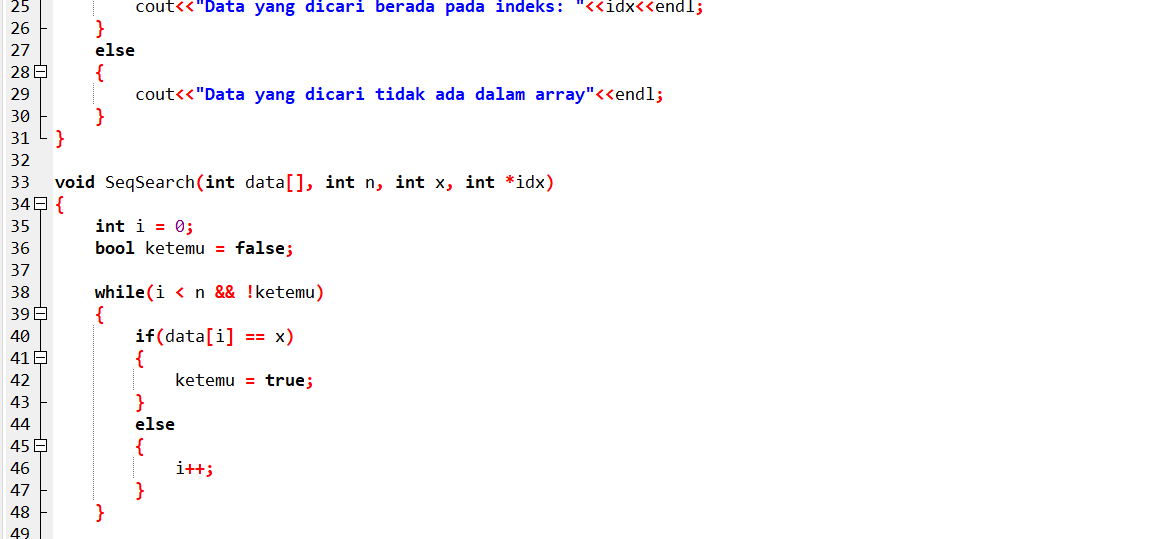 25 cout<<"Data yang dicari berada pada indeks: "<<idx<<endl;
26 }
27 else
28 {
29 cout<<"Data yang dicari tidak ada dalam array"<<endl;
30 }
31 }
32
33 void SeqSearch(int data[], int n, int x, int *idx)
34 {
35 int i = 0;
36 bool ketemu = false;
37
38 while(i < n && !ketemu)
39 {
40 if(data[i] == x)
41 {
42 ketemu = true;
43 }
44 else
45 {
46 i++;
47 }
48 }
49